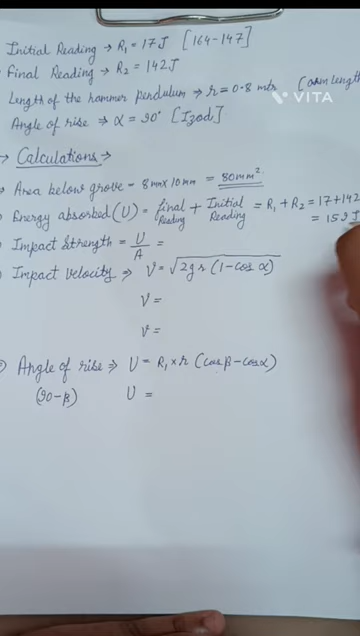 Initial Reading → R₁ = 17J [164-147]
Final Reading → R₂ = 142J
Length of the hammer pendulum → r = 0.8 mts (arm length
VITA
Angle of rise ⇒ α = 90° [Izod]
→ Calculations →
Area below grove = 8mm x 10mm = 80mm²
Energy absorbed (U) = final Reading + Initial Reading = R₁ + R₂ = 17 + 142
= 159 J
Impact Strength = U/A =
Impact Velocity ⇒ V = √2gr (1 - cos α)
V =
V =
Angle of rise ⇒ U = R₁ x r (cos β - cos α)
(90-β) U =